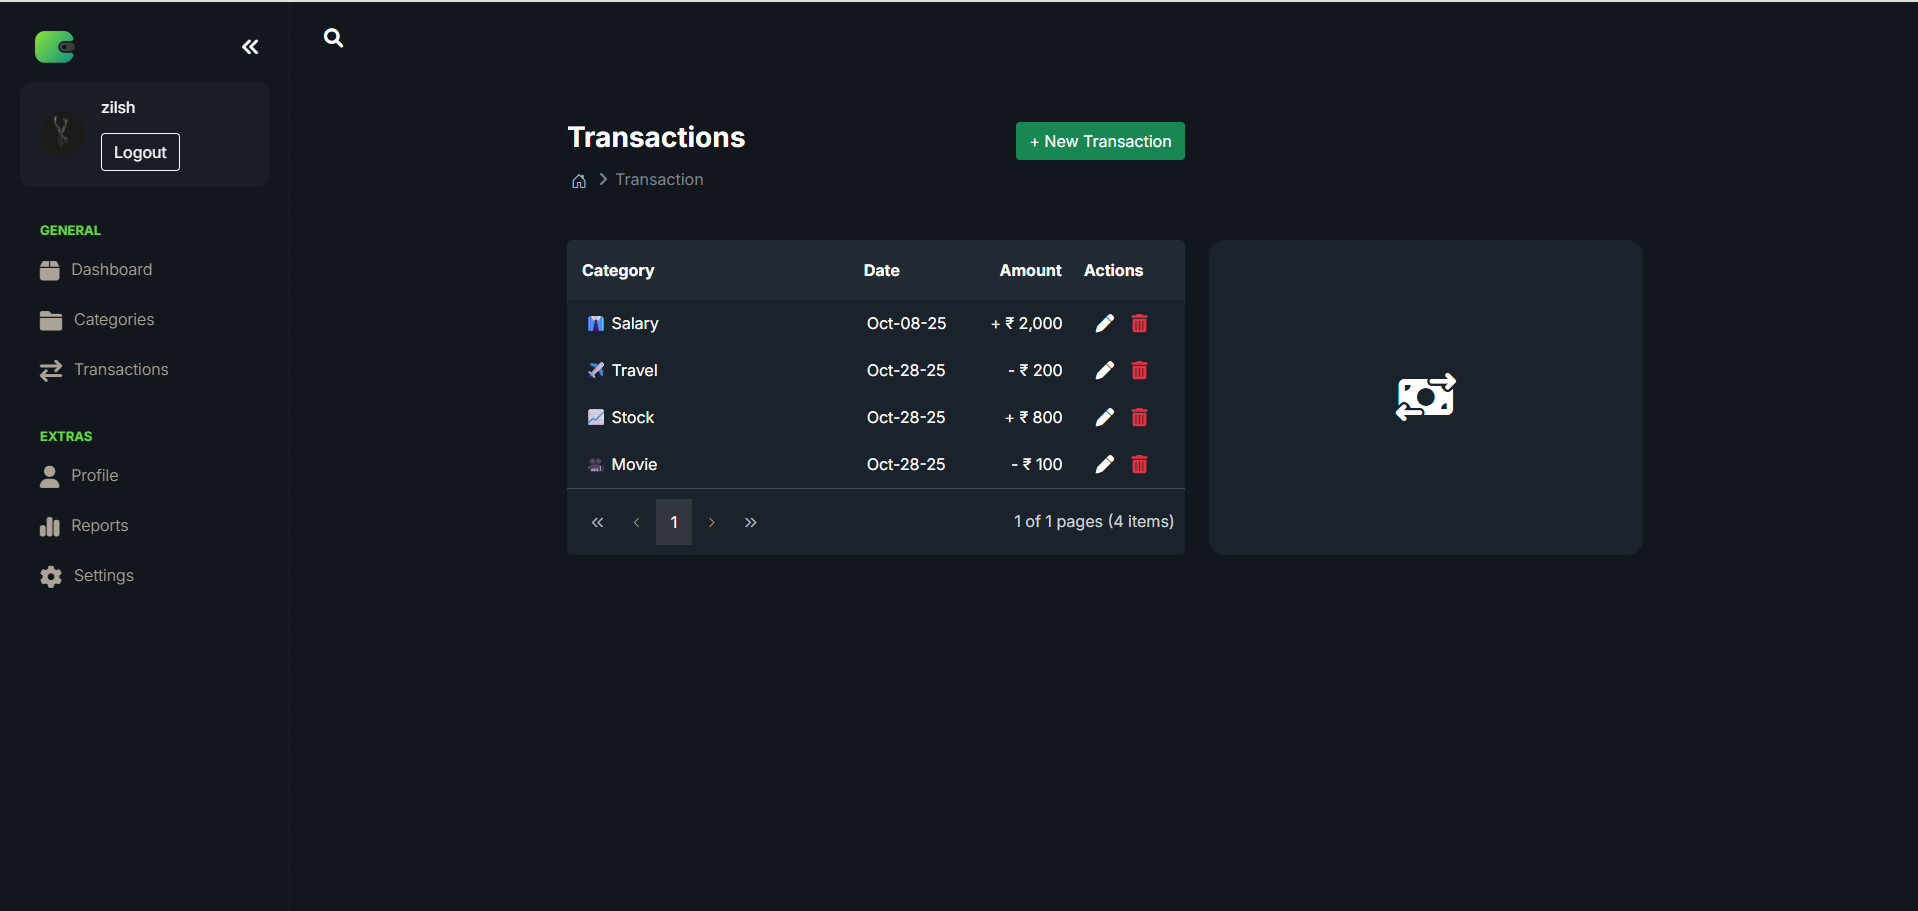 zilsh
Logout
GENERAL
Dashboard
Categories
Transactions
EXTRAS
Profile
Reports
Settings
Transactions
+ New Transaction
Transaction
Category Date Amount Actions
Salary Oct-08-25 + ₹ 2,000
Travel Oct-28-25 - ₹ 200
Stock Oct-28-25 + ₹ 800
Movie Oct-28-25 - ₹ 100
1 1 of 1 pages (4 items)